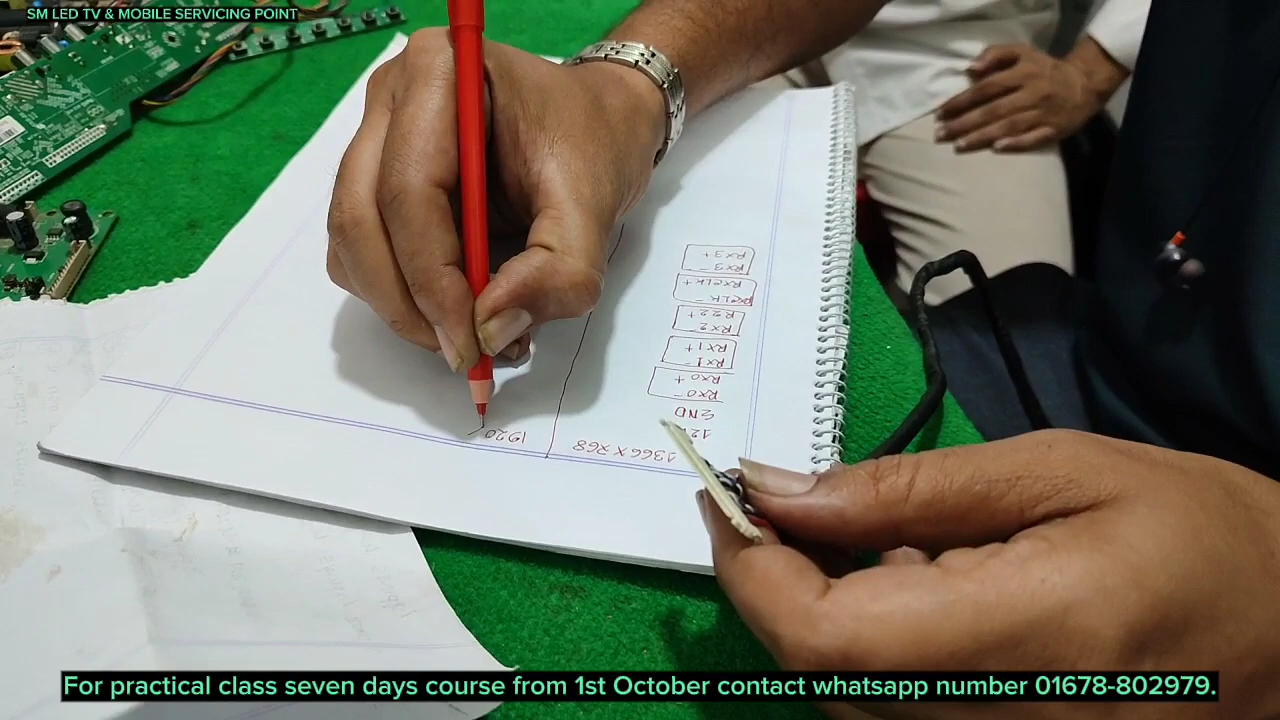 SM LED TV & MOBILE SERVICING POINT
1366 X 768
12V
GND
RX0-
RX0+
RX1-
RX1+
RX2-
R22+
RXCLK-
RXCLK+
RX3-
RX3+
1920
For practical class seven days course from 1st October contact whatsapp number 01678-802979.